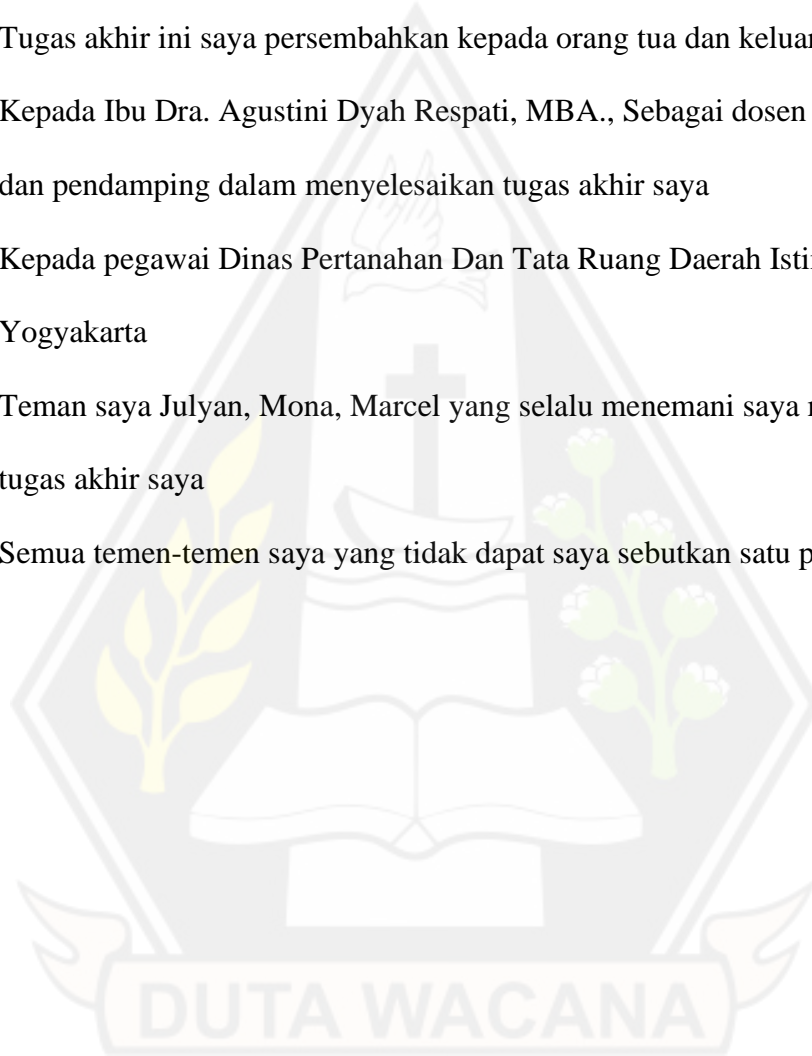 Tugas akhir ini saya persembahkan kepada orang tua dan
Kepada Ibu Dra. Agustini Dyah Respati, MBA., Sebagai dosen
dan pendamping dalam menyelesaikan tugas akhir saya
Kepada pegawai Dinas Pertanahan Dan Tata Ruang Daerah
Yogyakarta
Teman saya Julyan, Mona, Marcel yang selalu menemani saya
tugas akhir saya
Semua temen-temen saya yang tidak dapat saya sebutkan satu
DUTA WACANA